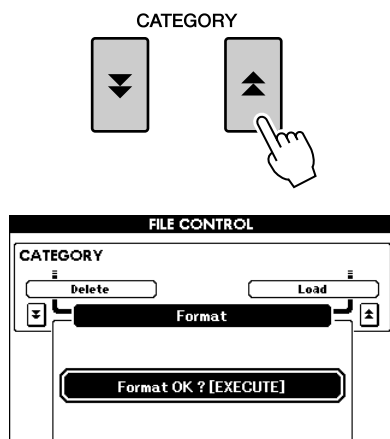 CATEGORY
FILE CONTROL
CATEGORY
Delete Load
Format
Format OK ? [EXECUTE]